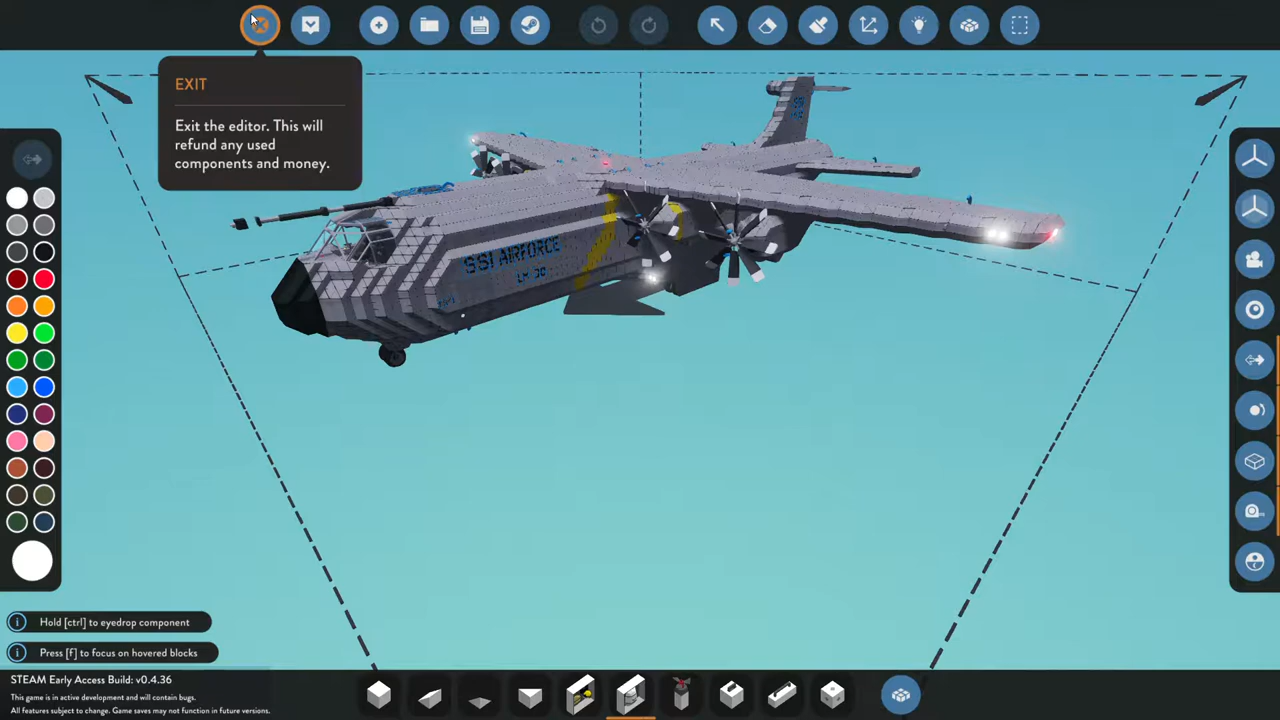 EXIT
Exit the editor. This will
refund any used
components and money.
SSI AIRFORCE
Hold [ctrl] to eyedrop component
Press [f] to focus on hovered blocks
STEAM Early Access Build: v0.4.36
This game is in active development and will contain bugs.
All features subject to change. Game saves may not function in future versions.